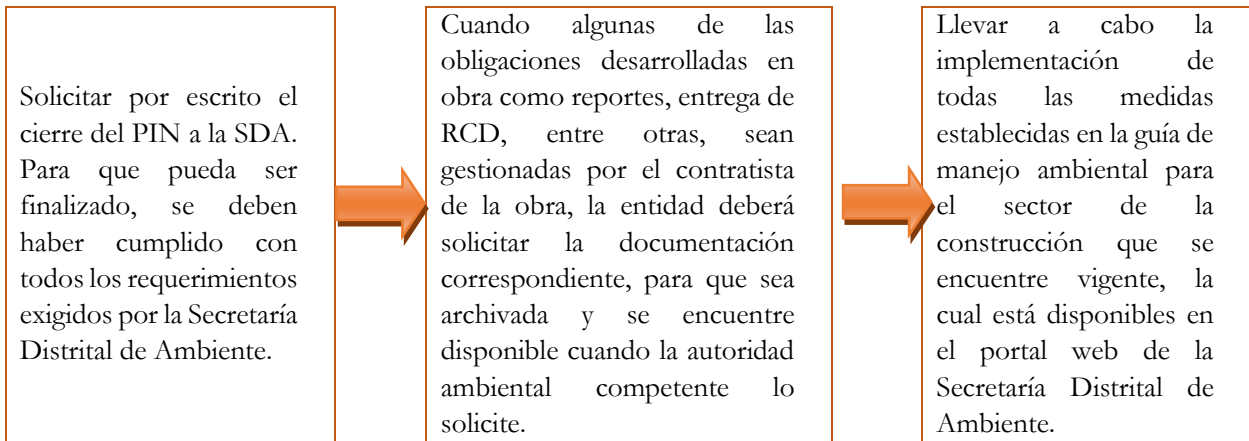 Solicitar por escrito el
cierre del PIN a la SDA.
Para que pueda ser
finalizado, se deben
haber cumplido con
todos los requerimientos
exigidos por la Secretaría
Distrital de Ambiente.
Cuando algunas de las
obligaciones desarrolladas en
obra como reportes, entrega de
RCD, entre otras, sean
gestionadas por el contratista
de la obra, la entidad deberá
solicitar la documentación
correspondiente, para que sea
archivada y se encuentre
disponible cuando la autoridad
ambiental competente lo
solicite.
Llevar a cabo la
implementación de
todas las medidas
establecidas en la guía de
manejo ambiental para
el sector de la
construcción que se
encuentre vigente, la
cual está disponibles en
el portal web de la
Secretaría Distrital de
Ambiente.